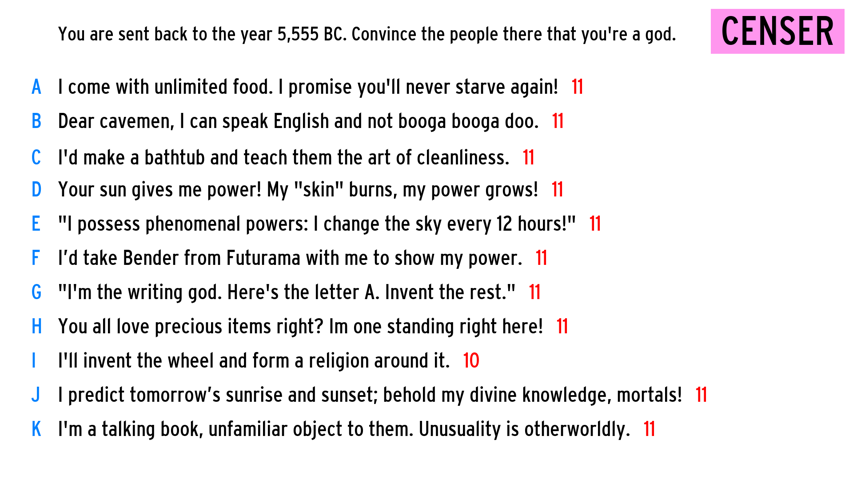 You are sent back to the year 5,555 BC. Convince the people there that you're a god.
CENSER
A I come with unlimited food. I promise you'll never starve again! 11
B Dear cavemen, I can speak English and not booga booga doo. 11
C I'd make a bathtub and teach them the art of cleanliness. 11
D Your sun gives me power! My "skin" burns, my power grows! 11
E "I possess phenomenal powers: I change the sky every 12 hours!" 11
F I’d take Bender from Futurama with me to show my power. 11
G "I'm the writing god. Here's the letter A. Invent the rest." 11
H You all love precious items right? Im one standing right here! 11
I I'll invent the wheel and form a religion around it. 10
J I predict tomorrow’s sunrise and sunset; behold my divine knowledge, mortals! 11
K I'm a talking book, unfamiliar object to them. Unusuality is otherworldly. 11